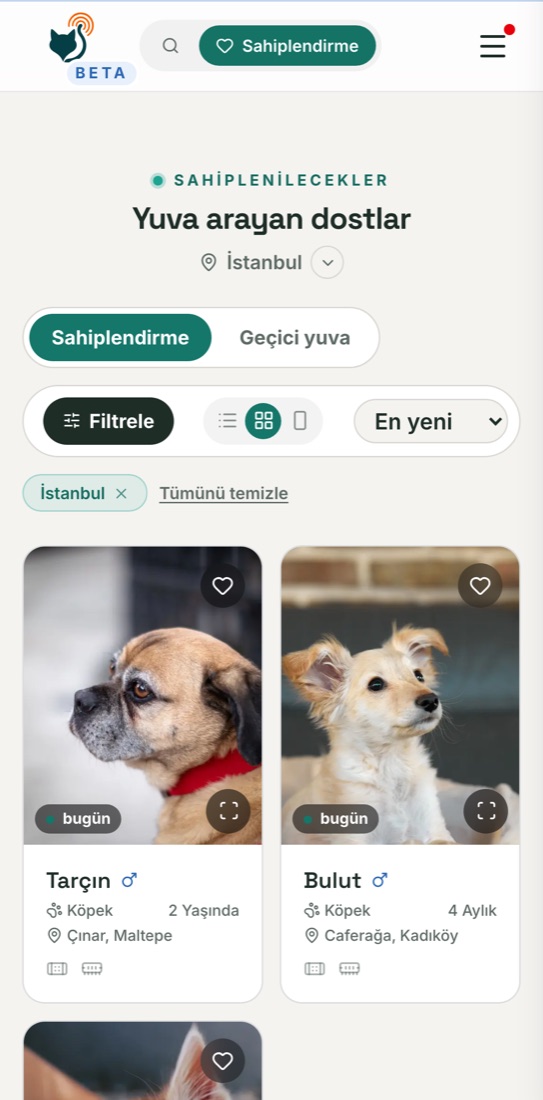 BETA
Sahiplendirme
SAHİPLENİLECEKLER
Yuva arayan dostlar
İstanbul
Sahiplendirme
Geçici yuva
Filtrele
En yeni
İstanbul
Tümünü temizle
bugün
bugün
Tarçın
Köpek 2 Yaşında
Çınar, Maltepe
Bulut
Köpek 4 Aylık
Caferağa, Kadıköy